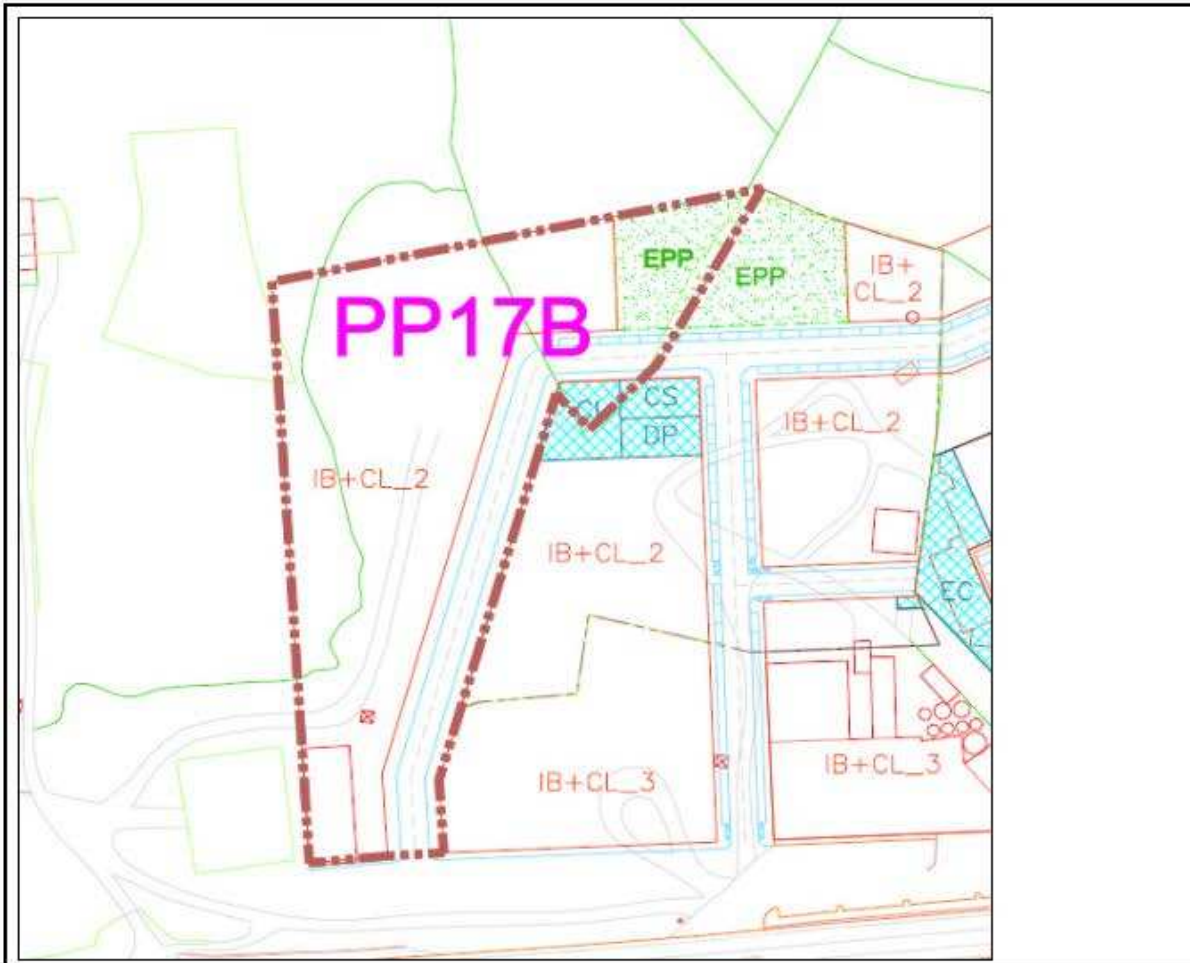 EPP
EPP
IB+
CL_2
PP17B
CL
CS
DP
IB+CL_2
IB+CL_2
IB+CL_2
EC
IB+CL_3
IB+CL_3